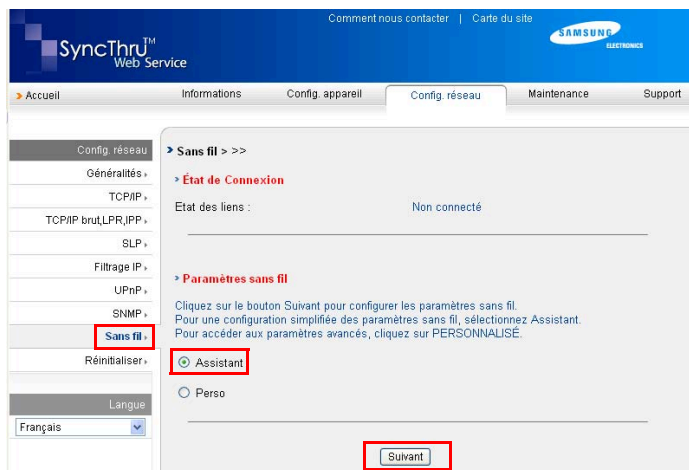 Comment nous contacter | Carte du site
SAMSUNG
ELECTRONICS
SyncThru™
Web Service
Accueil
Informations
Config. appareil
Config. réseau
Maintenance
Support
Config. réseau
Généralités
TCP/IP
TCP/IP brut,LPR,IPP
SLP
Filtrage IP
UPnP
SNMP
Sans fil
Réinitialiser
Langue
Français
Sans fil > >>
État de Connexion
Etat des liens : Non connecté
Paramètres sans fil
Cliquez sur le bouton Suivant pour configurer les paramètres sans fil.
Pour une configuration simplifiée des paramètres sans fil, sélectionnez Assistant.
Pour accéder aux paramètres avancés, cliquez sur PERSONNALISÉ.
Assistant
Perso
Suivant